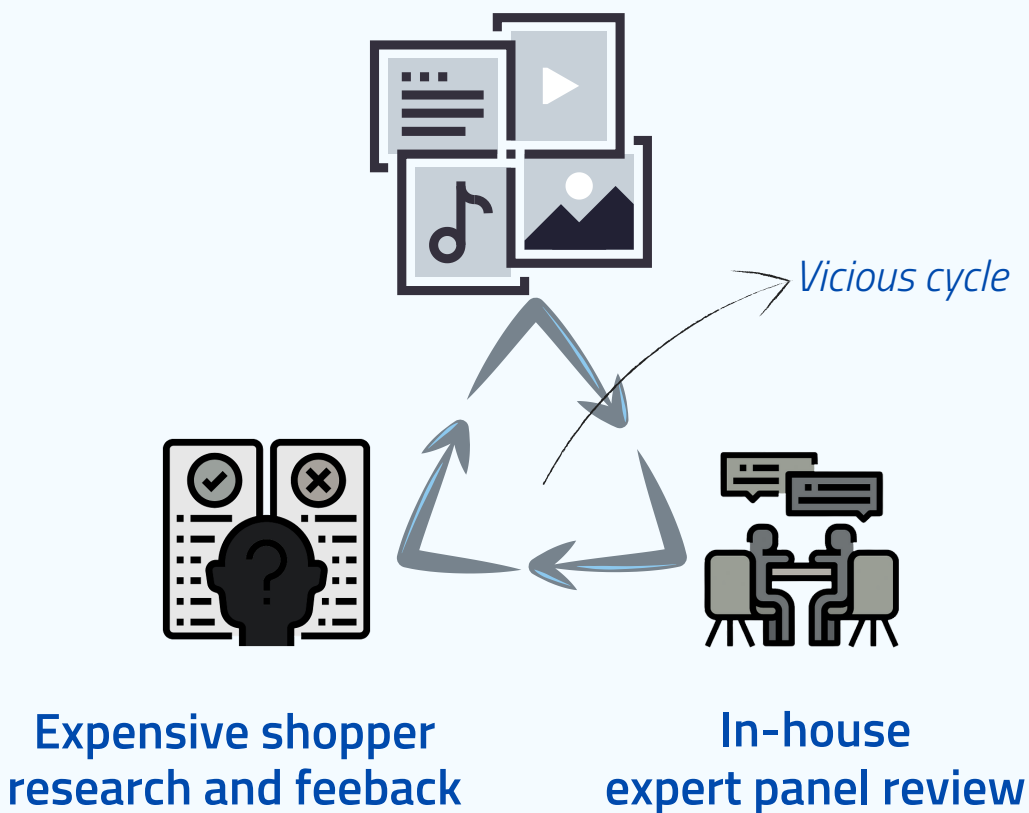 Vicious cycle
Expensive shopper
research and feeback
In-house
expert panel review